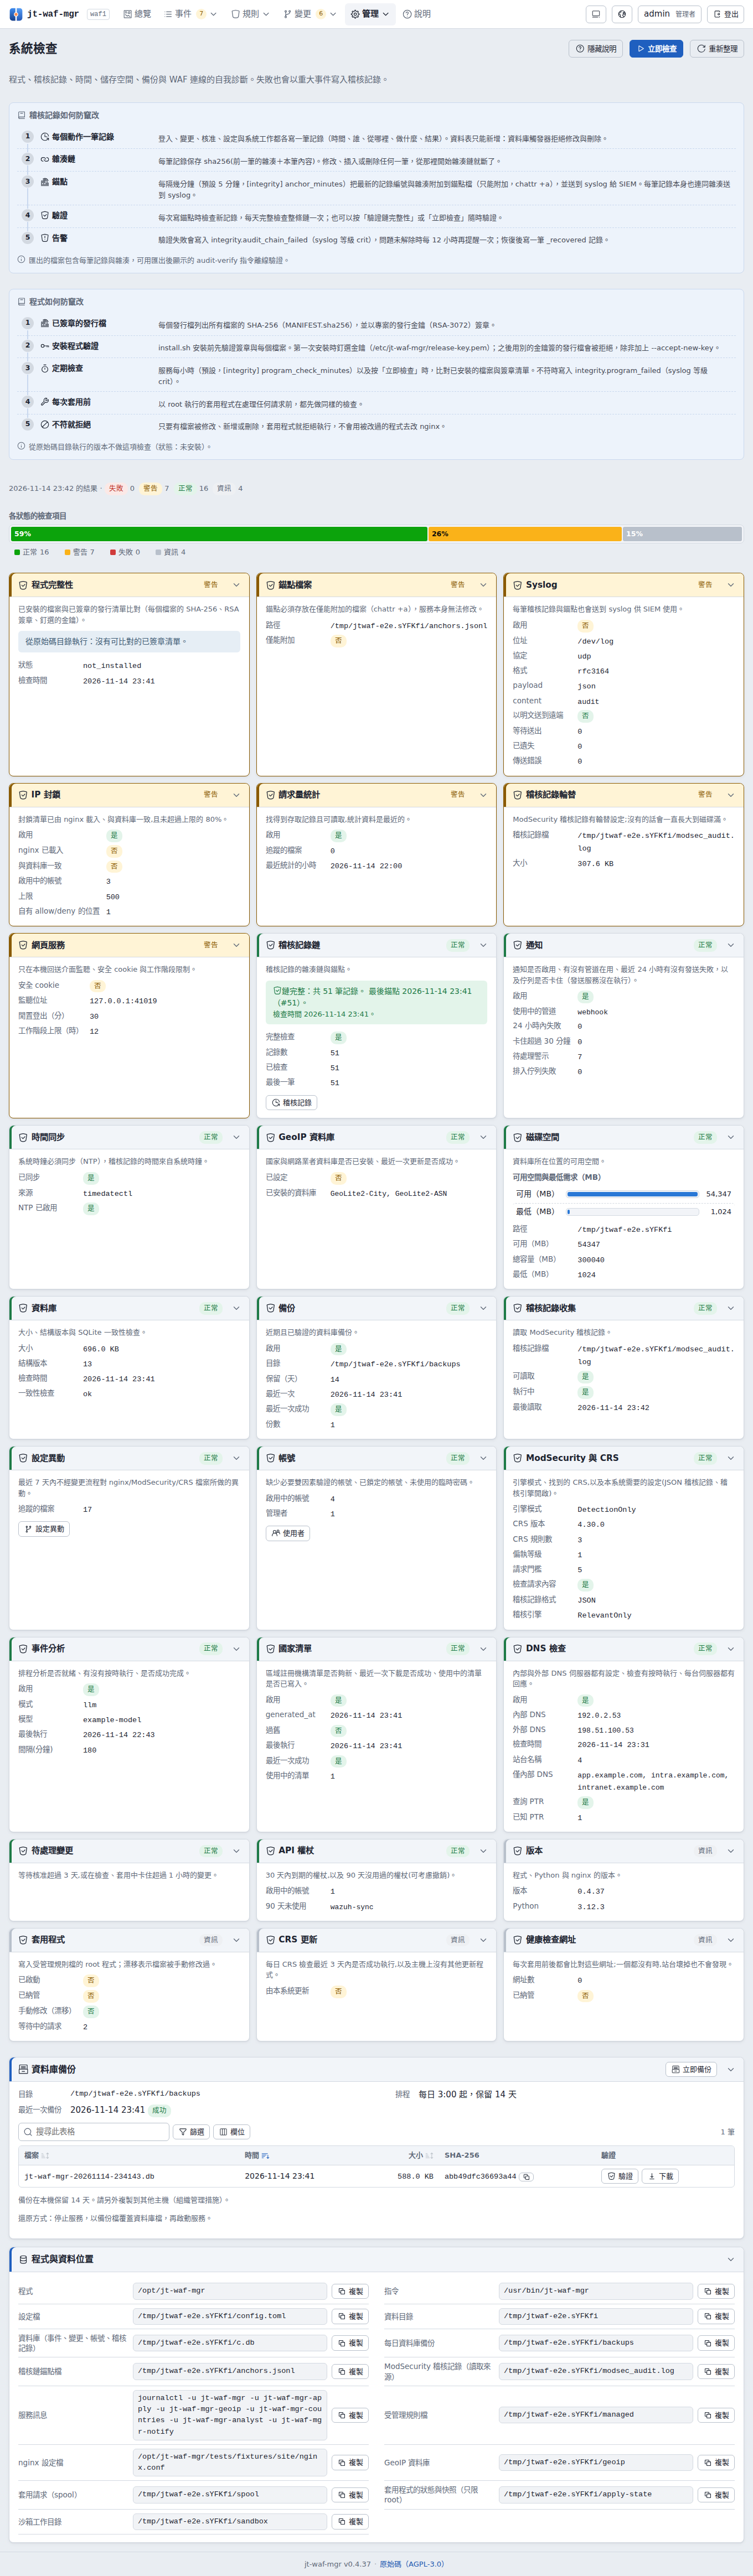 jt-waf-mgr waf1 總覽 事件 7 規則 變更 6 管理 說明 admin 管理者 登出
系統檢查 隱藏說明 立即檢查 重新整理
程式、稽核記錄、時間、儲存空間、備份與 WAF 連線的自我診斷。失敗也會以重大事件寫入稽核記錄。
稽核記錄如何防竄改
1 每個動作一筆記錄 登入、變更、核准、設定與系統工作都各寫一筆記錄（時間、誰、從哪裡、做什麼、結果）。資料表只能新增：資料庫觸發器拒絕修改與刪除。
2 雜湊鏈 每筆記錄保存 sha256(前一筆的雜湊＋本筆內容)。修改、插入或刪除任何一筆，從那裡開始雜湊鏈就斷了。
3 錨點 每隔幾分鐘（預設 5 分鐘，[integrity] anchor_minutes）把最新的記錄編號與雜湊附加到錨點檔（只能附加，chattr +a），並送到 syslog 給 SIEM。每筆記錄本身也連同雜湊送
到 syslog。
4 驗證 每次寫錨點時檢查新記錄，每天完整檢查整條鏈一次；也可以按「驗證鏈完整性」或「立即檢查」隨時驗證。
5 告警 驗證失敗會寫入 integrity.audit_chain_failed（syslog 等級 crit），問題未解除時每 12 小時再提醒一次；恢復後寫一筆 _recovered 記錄。
匯出的檔案包含每筆記錄與雜湊，可用匯出後顯示的 audit-verify 指令離線驗證。
程式如何防竄改
1 已簽章的發行檔 每個發行檔列出所有檔案的 SHA-256（MANIFEST.sha256），並以專案的發行金鑰（RSA-3072）簽章。
2 安裝程式驗證 install.sh 安裝前先驗證簽章與每個檔案。第一次安裝時釘選金鑰（/etc/jt-waf-mgr/release-key.pem）；之後用別的金鑰簽的發行檔會被拒絕，除非加上 --accept-new-key。
3 定期檢查 服務每小時（預設，[integrity] program_check_minutes）以及按「立即檢查」時，比對已安裝的檔案與簽章清單。不符時寫入 integrity.program_failed（syslog 等級
crit）。
4 每次套用前 以 root 執行的套用程式在處理任何請求前，都先做同樣的檢查。
5 不符就拒絕 只要有檔案被修改、新增或刪除，套用程式就拒絕執行，不會用被改過的程式去改 nginx。
從原始碼目錄執行的版本不做這項檢查（狀態：未安裝）。
2026-11-14 23:42 的結果 · 失敗 0 警告 7 正常 16 資訊 4
各狀態的檢查項目
59% 26% 15%
正常 16 警告 7 失敗 0 資訊 4
程式完整性 警告
已安裝的檔案與已簽章的發行清單比對（每個檔案的 SHA-256、RSA
簽章、釘選的金鑰）。
從原始碼目錄執行：沒有可比對的已簽章清單。
狀態 not_installed
檢查時間 2026-11-14 23:41
錨點檔案 警告
錨點必須存放在僅能附加的檔案（chattr +a），服務本身無法修改。
路徑 /tmp/jtwaf-e2e.sYFKfi/anchors.jsonl
僅能附加 否
Syslog 警告
每筆稽核記錄與錨點也會送到 syslog 供 SIEM 使用。
啟用 否
位址 /dev/log
協定 udp
格式 rfc3164
payload json
content audit
以明文送到遠端 否
等待送出 0
已遺失 0
傳送錯誤 0
IP 封鎖 警告
封鎖清單已由 nginx 載入、與資料庫一致,且未超過上限的 80%。
啟用 是
nginx 已載入 否
與資料庫一致 否
啟用中的帳號 3
上限 500
自有 allow/deny 的位置 1
請求量統計 警告
找得到存取記錄且可讀取,統計資料是最近的。
啟用 是
追蹤的檔案 0
最近統計的小時 2026-11-14 22:00
稽核記錄輪替 警告
ModSecurity 稽核記錄有輪替設定;沒有的話會一直長大到磁碟滿。
稽核記錄檔 /tmp/jtwaf-e2e.sYFKfi/modsec_audit.
log
大小 307.6 KB
網頁服務 警告
只在本機回送介面監聽、安全 cookie 與工作階段限制。
安全 cookie 否
監聽位址 127.0.0.1:41019
閒置登出（分） 30
工作階段上限（時） 12
稽核記錄鏈 正常
稽核記錄的雜湊鏈與錨點。
鏈完整：共 51 筆記錄。 最後錨點 2026-11-14 23:41
（#51）。
檢查時間 2026-11-14 23:41。
完整檢查 是
記錄數 51
已檢查 51
最後一筆 51
稽核記錄
通知 正常
通知是否啟用、有沒有管道在用、最近 24 小時有沒有發送失敗，以
及佇列是否卡住（發送服務沒在執行）。
啟用 是
使用中的管道 webhook
24 小時內失敗 0
卡住超過 30 分鐘 0
待處理警示 7
排入佇列失敗 0
時間同步 正常
系統時鐘必須同步（NTP），稽核記錄的時間來自系統時鐘。
已同步 是
來源 timedatectl
NTP 已啟用 是
GeoIP 資料庫 正常
國家與網路業者資料庫是否已安裝、最近一次更新是否成功。
已設定 否
已安裝的資料庫 GeoLite2-City, GeoLite2-ASN
磁碟空間 正常
資料庫所在位置的可用空間。
可用空間與最低需求（MB）
可用（MB） 54,347
最低（MB） 1,024
路徑 /tmp/jtwaf-e2e.sYFKfi
可用（MB） 54347
總容量（MB） 300040
最低（MB） 1024
資料庫 正常
大小、結構版本與 SQLite 一致性檢查。
大小 696.0 KB
結構版本 13
檢查時間 2026-11-14 23:41
一致性檢查 ok
備份 正常
近期且已驗證的資料庫備份。
啟用 是
目錄 /tmp/jtwaf-e2e.sYFKfi/backups
保留（天） 14
最近一次 2026-11-14 23:41
最近一次成功 是
份數 1
稽核記錄收集 正常
讀取 ModSecurity 稽核記錄。
稽核記錄檔 /tmp/jtwaf-e2e.sYFKfi/modsec_audit.
log
可讀取 是
執行中 是
最後讀取 2026-11-14 23:42
設定異動 正常
最近 7 天內不經變更流程對 nginx/ModSecurity/CRS 檔案所做的異
動。
追蹤的檔案 17
設定異動
帳號 正常
缺少必要雙因素驗證的帳號、已鎖定的帳號、未使用的臨時密碼。
啟用中的帳號 4
管理者 1
使用者
ModSecurity 與 CRS 正常
引擎模式、找到的 CRS,以及本系統需要的設定(JSON 稽核記錄、稽
核引擎開啟)。
引擎模式 DetectionOnly
CRS 版本 4.30.0
CRS 規則數 3
偏執等級 1
請求門檻 5
檢查請求內容 是
稽核記錄格式 JSON
稽核引擎 RelevantOnly
事件分析 正常
排程分析是否就緒、有沒有按時執行、是否成功完成。
啟用 是
模式 llm
模型 example-model
最後執行 2026-11-14 22:43
間隔(分鐘) 180
國家清單 正常
區域註冊機構清單是否夠新、最近一次下載是否成功、使用中的清單
是否已寫入。
啟用 是
generated_at 2026-11-14 23:41
過舊 否
最後執行 2026-11-14 23:41
最近一次成功 是
使用中的清單 1
DNS 檢查 正常
內部與外部 DNS 伺服器都有設定、檢查有按時執行、每台伺服器都有
回應。
啟用 是
內部 DNS 192.0.2.53
外部 DNS 198.51.100.53
檢查時間 2026-11-14 23:31
站台名稱 4
僅內部 DNS app.example.com, intra.example.com,
intranet.example.com
查詢 PTR 是
已知 PTR 1
待處理變更 正常
等待核准超過 3 天,或在檢查、套用中卡住超過 1 小時的變更。
API 權杖 正常
30 天內到期的權杖,以及 90 天沒用過的權杖(可考慮撤銷)。
啟用中的帳號 1
90 天未使用 wazuh-sync
版本 資訊
程式、Python 與 nginx 的版本。
版本 0.4.37
Python 3.12.3
套用程式 資訊
寫入受管理規則檔的 root 程式；漂移表示檔案被手動修改過。
已啟動 否
已納管 否
手動修改（漂移） 否
等待中的請求 2
CRS 更新 資訊
每日 CRS 檢查最近 3 天內是否成功執行,以及主機上沒有其他更新程
式。
由本系統更新 否
健康檢查網址 資訊
每次套用前後都會比對這些網址;一個都沒有時,站台壞掉也不會發現。
網址數 0
已納管 否
資料庫備份 立即備份
目錄 /tmp/jtwaf-e2e.sYFKfi/backups 排程 每日 3:00 起，保留 14 天
最近一次備份 2026-11-14 23:41 成功
搜尋此表格 篩選 欄位 1 筆
檔案 時間 大小 SHA-256 驗證
jt-waf-mgr-20261114-234143.db 2026-11-14 23:41 588.0 KB abb49dfc36693a44 驗證 下載
備份在本機保留 14 天。請另外複製到其他主機（組織管理措施）。
還原方式：停止服務，以備份檔覆蓋資料庫檔，再啟動服務。
程式與資料位置
程式 /opt/jt-waf-mgr 複製 指令 /usr/bin/jt-waf-mgr 複製
設定檔 /tmp/jtwaf-e2e.sYFKfi/config.toml 複製 資料目錄 /tmp/jtwaf-e2e.sYFKfi 複製
資料庫（事件、變更、帳號、稽核
記錄） /tmp/jtwaf-e2e.sYFKfi/c.db 複製 每日資料庫備份 /tmp/jtwaf-e2e.sYFKfi/backups 複製
稽核鏈錨點檔 /tmp/jtwaf-e2e.sYFKfi/anchors.jsonl 複製 ModSecurity 稽核記錄（讀取來
源） /tmp/jtwaf-e2e.sYFKfi/modsec_audit.log 複製
服務訊息 journalctl -u jt-waf-mgr -u jt-waf-mgr-ap
ply -u jt-waf-mgr-geoip -u jt-waf-mgr-cou
ntries -u jt-waf-mgr-analyst -u jt-waf-mg
r-notify 複製 受管理規則檔 /tmp/jtwaf-e2e.sYFKfi/managed 複製
nginx 設定檔 /opt/jt-waf-mgr/tests/fixtures/site/ngin
x.conf 複製 GeoIP 資料庫 /tmp/jtwaf-e2e.sYFKfi/geoip 複製
套用請求（spool） /tmp/jtwaf-e2e.sYFKfi/spool 複製 套用程式的狀態與快照（只限
root） /tmp/jtwaf-e2e.sYFKfi/apply-state 複製
沙箱工作目錄 /tmp/jtwaf-e2e.sYFKfi/sandbox 複製
jt-waf-mgr v0.4.37 · 原始碼（AGPL-3.0）